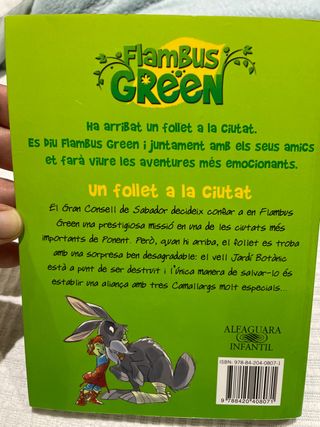 Flambus
Green
Ha arribat un follet a la ciutat.
Es diu Flambus Green i juntament amb els seus amics
et farà viure les aventures més emocionants.
Un follet a la ciutat
El Gran Consell de Sabador decideix confiar a en Flambus
Green una prestigiosa missió en una de les ciutats més
importants de Ponent. Però, quan hi arriba, el follet es troba
amb una sorpresa ben desagradable: el vell Jardí Botànic
està a punt de ser destruït i l'única manera de salvar-lo és
establir una aliança amb tres Camallargs molt especials...
ALFAGUARA
INFANTIL
ISBN: 978-84-204-0807-1
9 788420 408071